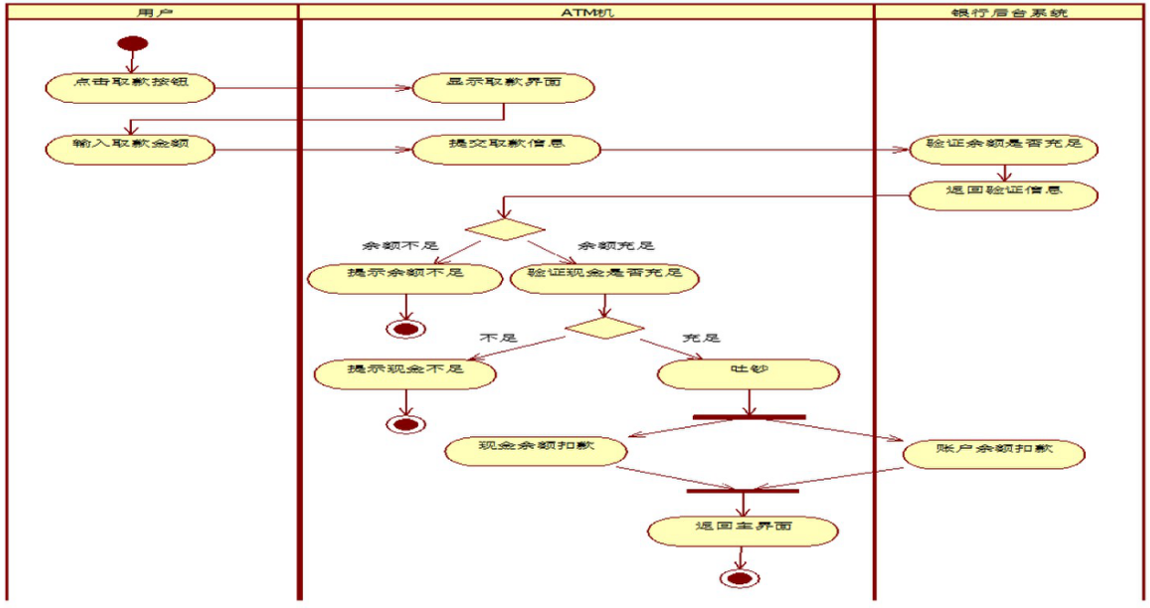 用户
ATM机
银行后台系统
点击取款按钮
显示取款界面
输入取款金额
提交取款信息
验证余额是否充足
返回验证信息
余额不足
余额充足
提示余额不足
验证现金是否充足
不足
充足
提示现金不足
吐钞
现金余额扣款
账户余额扣款
返回主界面